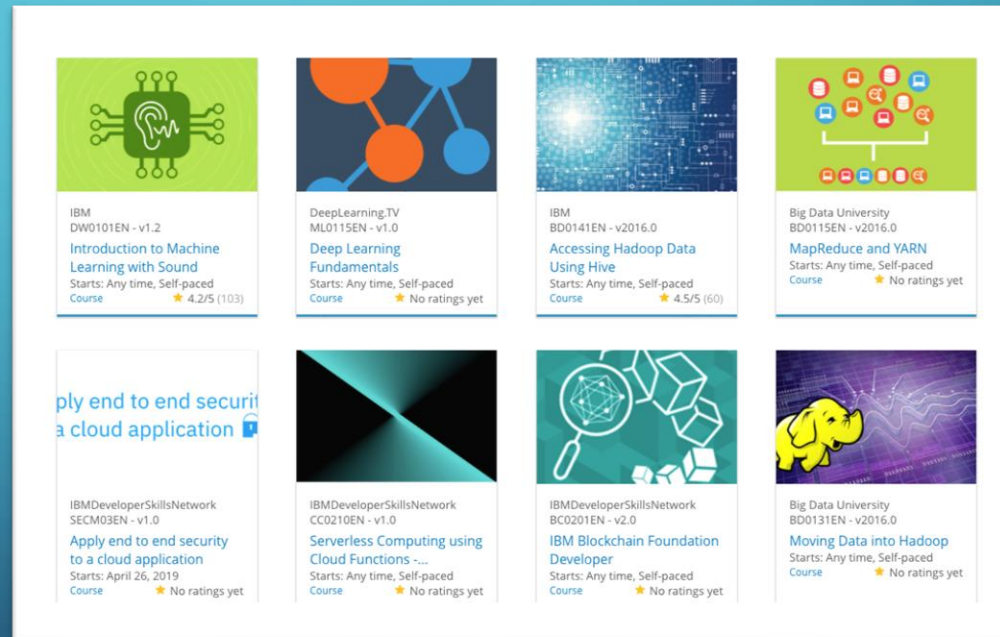 IBM
DW0101EN - v1.2
Introduction to Machine
Learning with Sound
Starts: Any time, Self-paced
Course 4.2/5 (103)
DeepLearning.TV
ML0115EN - v1.0
Deep Learning
Fundamentals
Starts: Any time, Self-paced
Course No ratings yet
IBM
BD0141EN - v2016.0
Accessing Hadoop Data
Using Hive
Starts: Any time, Self-paced
Course 4.5/5 (60)
Big Data University
BD0115EN - v2016.0
MapReduce and YARN
Starts: Any time, Self-paced
Course No ratings yet
ply end to end securit
a cloud application
IBMDeveloperSkillsNetwork
SECM03EN - v1.0
Apply end to end security
to a cloud application
Starts: April 26, 2019
Course No ratings yet
IBMDeveloperSkillsNetwork
CC0210EN - v1.0
Serverless Computing using
Cloud Functions -...
Starts: Any time, Self-paced
Course No ratings yet
IBMDeveloperSkillsNetwork
BC0201EN - v2.0
IBM Blockchain Foundation
Developer
Starts: Any time, Self-paced
Course No ratings yet
Big Data University
BD0131EN - v2016.0
Moving Data into Hadoop
Starts: Any time, Self-paced
Course No ratings yet